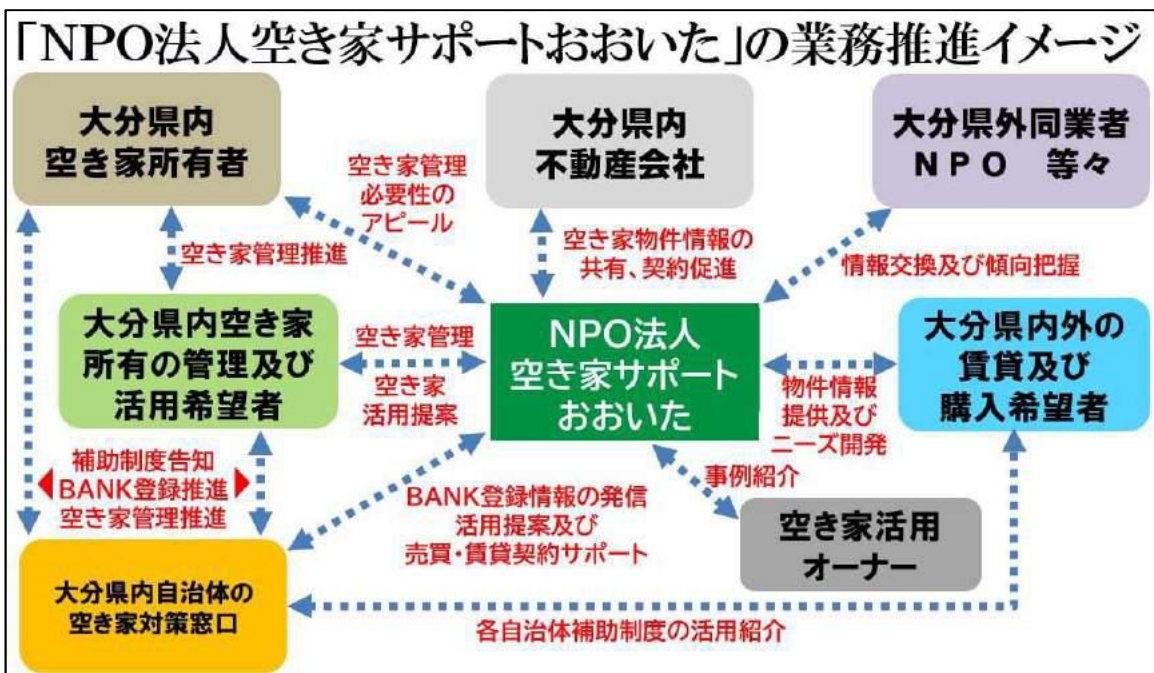 「NPO法人空き家サポートおおいた」の業務推進イメージ
大分県内
空き家所有者
大分県内
不動産会社
大分県外同業者
NPO 等々
空き家管理
必要性の
アピール
空き家管理推進
空き家物件情報の
共有、契約促進
情報交換及び傾向把握
大分県内空き家
所有の管理及び
活用希望者
空き家管理
空き家
活用提案
NPO法人
空き家サポート
おおいた
物件情報
提供及び
ニーズ開発
大分県内外の
賃貸及び
購入希望者
補助制度告知
BANK登録推進
空き家管理推進
BANK登録情報の発信
活用提案及び
売買・賃貸契約サポート
事例紹介
空き家活用
オーナー
大分県内自治体の
空き家対策窓口
各自治体補助制度の活用紹介